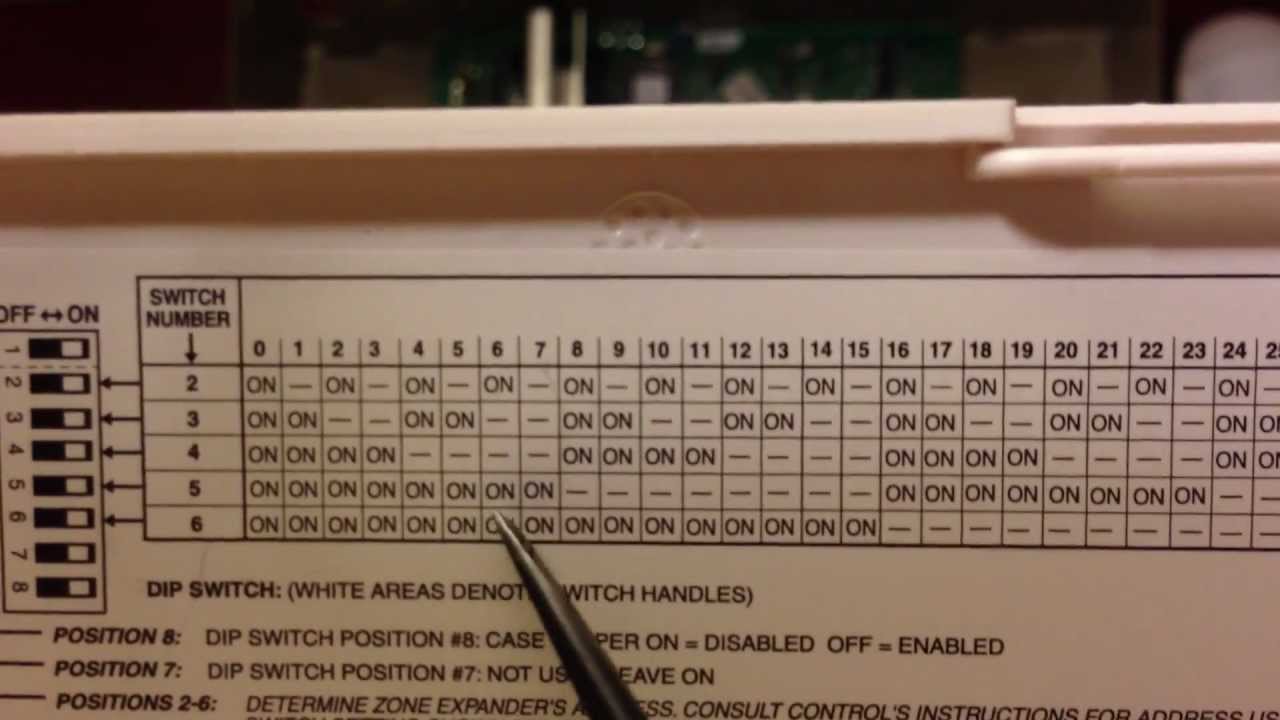 SWITCH
OFF ↔ ON NUMBER
1 ↓ 0 1 2 3 4 5 6 7 8 9 10 11 12 13 14 15 16 17 18 19 20 21 22 23 24
2 2 ON — ON — ON — ON — ON — ON — ON — ON — ON — ON — ON — ON — ON —
3 3 ON ON — — ON ON — — ON ON — — ON ON — — ON ON — — ON ON — — ON
4 4 ON ON ON ON — — — — ON ON ON ON — — — — ON ON ON ON — — — — ON
5 5 ON ON ON ON ON ON ON ON — — — — — — — — ON ON ON ON ON ON ON ON — —
6 6 ON ON ON ON ON ON ON ON ON ON ON ON ON ON ON — — — — — — — — — —
7
8 DIP SWITCH: (WHITE AREAS DENOTE SWITCH HANDLES)
POSITION 8: DIP SWITCH POSITION #8: CASE ON = DISABLED OFF = ENABLED
POSITION 7: DIP SWITCH POSITION #7: NOT LEAVE ON
POSITIONS 2-6: DETERMINE ZONE EXPANDER'S CONSULT CONTROL'S INSTRUCTIONS FOR ADDRESS